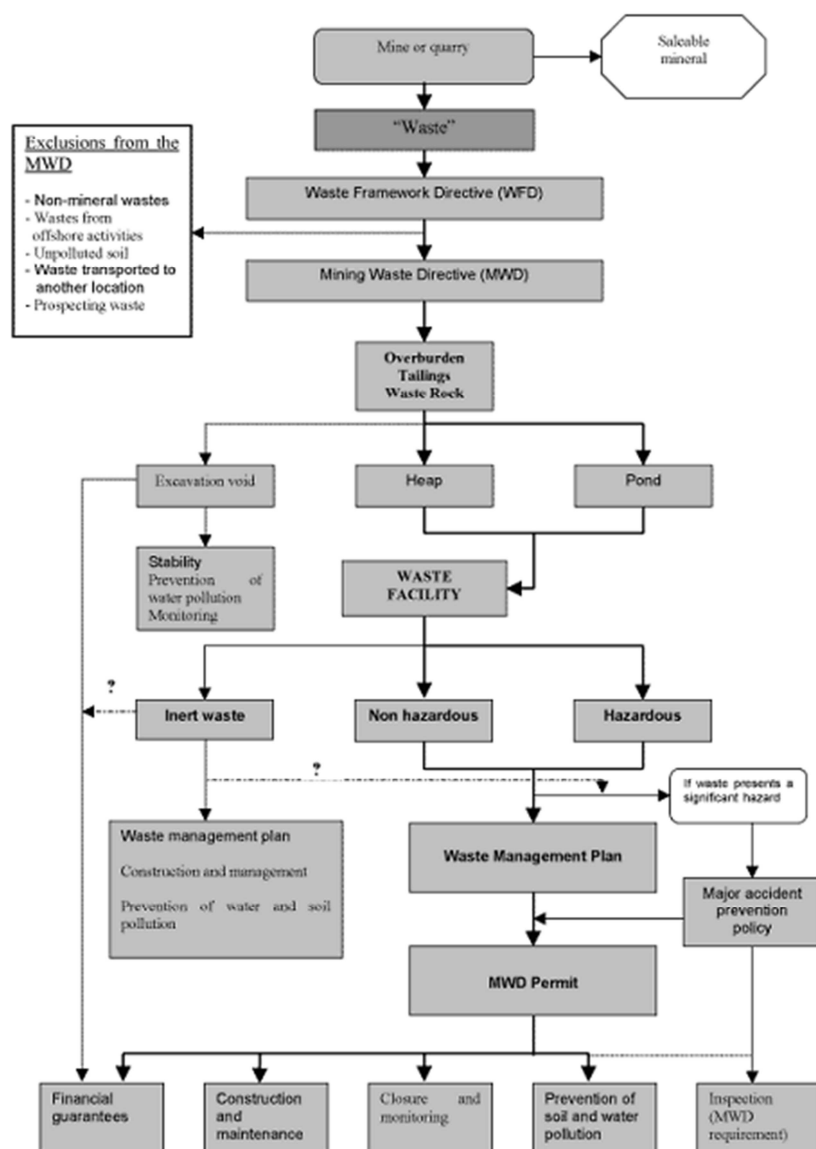 Mine or quarry
Saleable
mineral
“Waste”
Exclusions from the
MWD
- Non-mineral wastes
- Wastes from
offshore activities
- Unpolluted soil
- Waste transported to
another location
- Prospecting waste
Waste Framework Directive (WFD)
Mining Waste Directive (MWD)
Overburden
Tailings
Waste Rock
Excavation void
Heap
Pond
Stability
Prevention of
water pollution
Monitoring
WASTE
FACILITY
?
Inert waste
Non hazardous
Hazardous
?
If waste presents a
significant hazard
Waste management plan
Construction and management
Prevention of water and soil
pollution
Waste Management Plan
Major accident
prevention
policy
MWD Permit
Financial
guarantees
Construction
and
maintenance
Closure and
monitoring
Prevention of
soil and water
pollution
Inspection
(MWD
requirement)